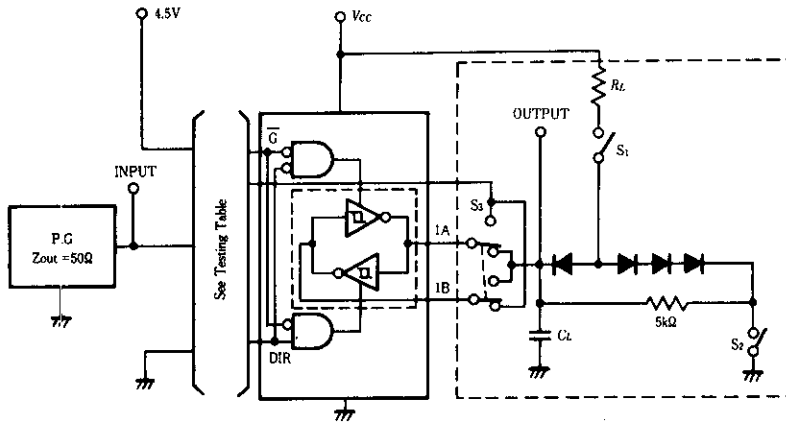 4.5V
VCC
RL
OUTPUT
G
S1
INPUT
S3
P.G
Zout =50Ω
See Testing Table
1A
1B
5kΩ
CL
S2
DIR